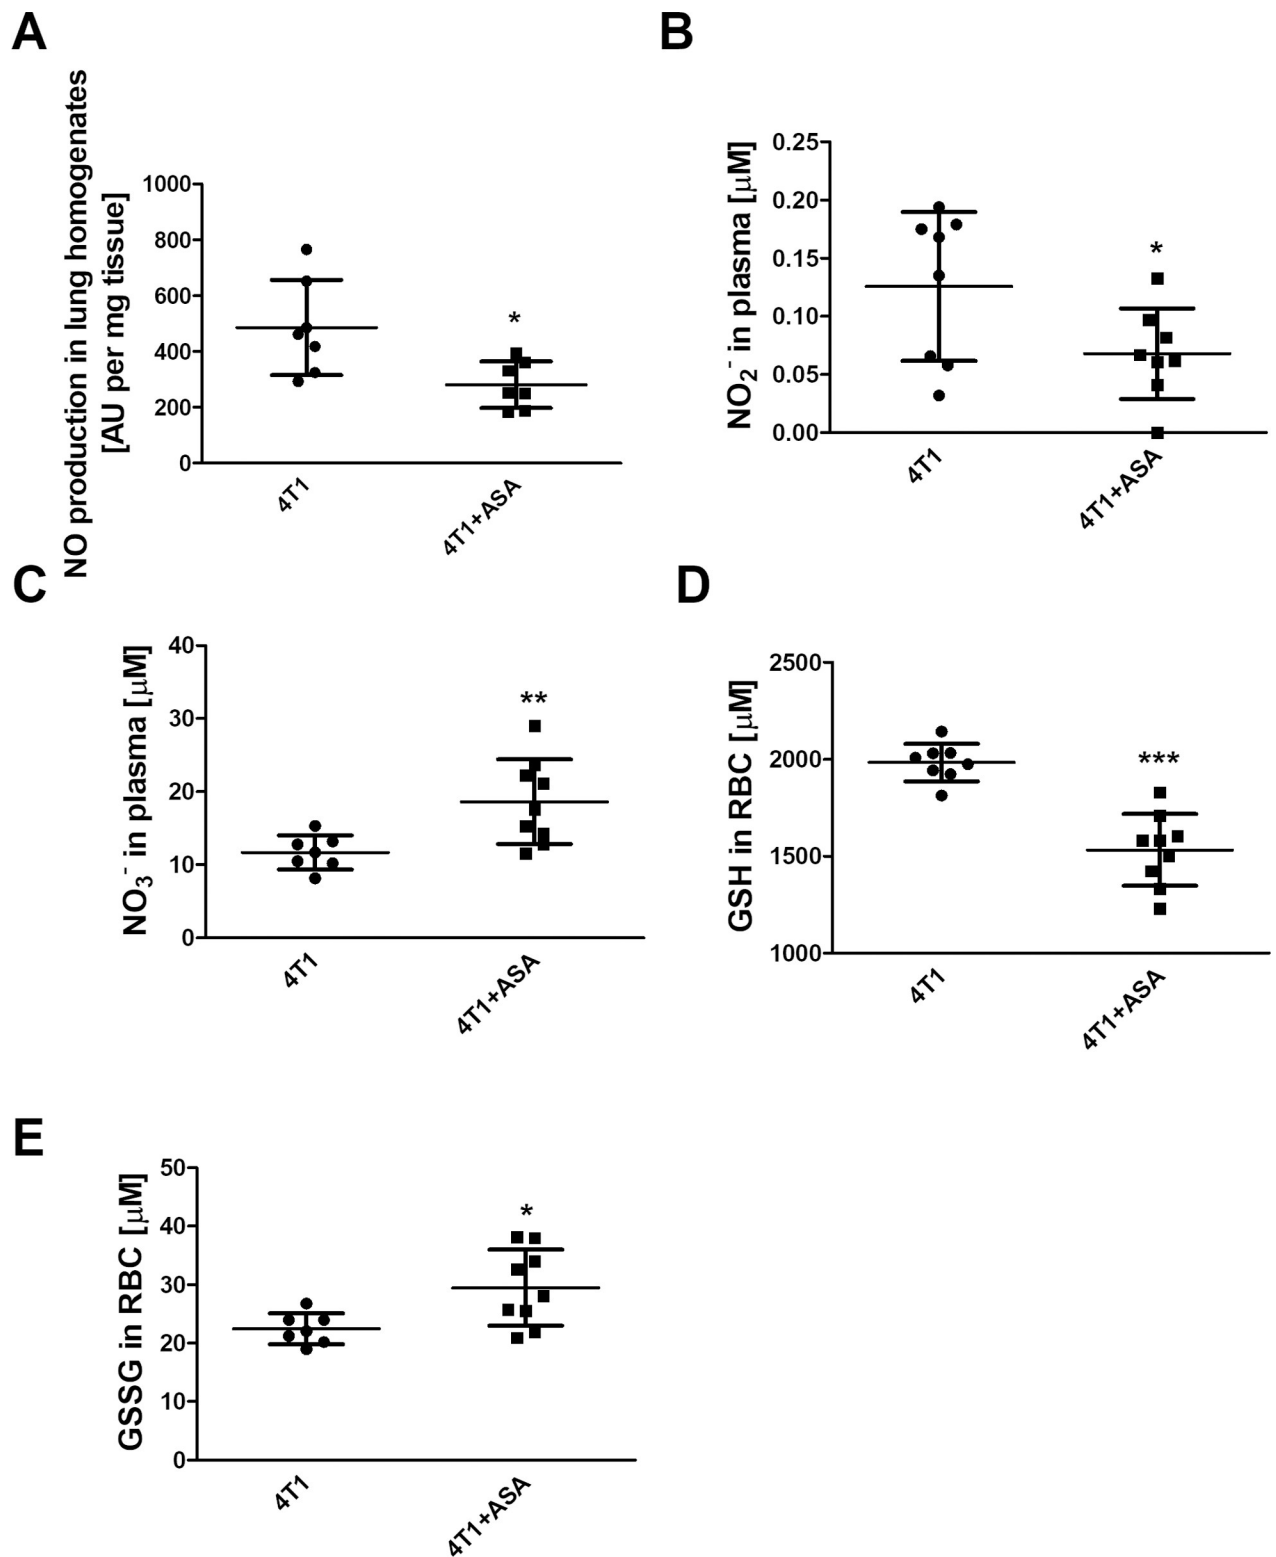 A
NO production in lung homogenates
[AU per mg tissue]
1000
800
600
400
200
0
*
4T1
4T1+ASA
B
NO₂⁻ in plasma [μM]
0.25
0.20
0.15
0.10
0.05
0.00
*
4T1
4T1+ASA
C
NO₃⁻ in plasma [μM]
40
30
20
10
0
**
4T1
4T1+ASA
D
GSH in RBC [μM]
2500
2000
1500
1000
***
4T1
4T1+ASA
E
GSSG in RBC [μM]
50
40
30
20
10
0
*
4T1
4T1+ASA